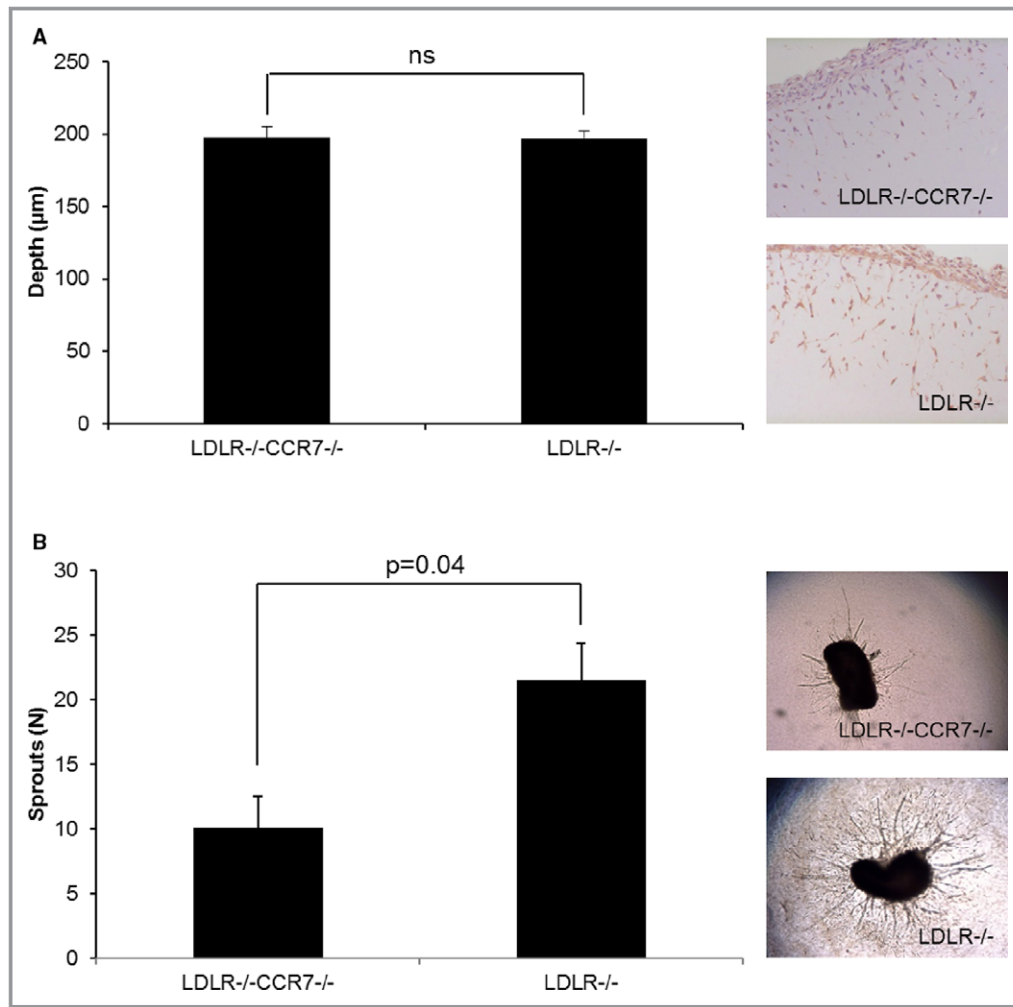 A
250
200
150
100
50
0
Depth (µm)
ns
LDLR-/-CCR7-/-
LDLR-/-
LDLR-/-CCR7-/-
LDLR-/-
B
30
25
20
15
10
5
0
Sprouts (N)
p=0.04
LDLR-/-CCR7-/-
LDLR-/-
LDLR-/-CCR7-/-
LDLR-/-